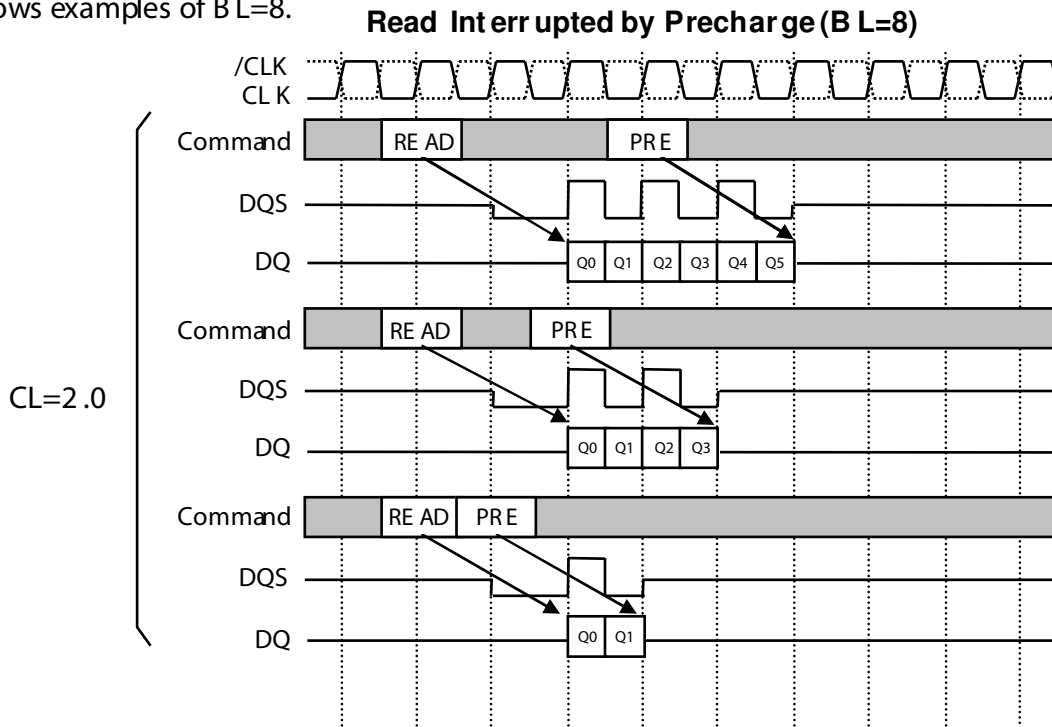 ows examples of BL=8.
Read Interrupted by Precharge (BL=8)
/CLK
CLK
Command READ PRE
DQS
DQ Q0 Q1 Q2 Q3 Q4 Q5
Command READ PRE
CL=2.0
DQS
DQ Q0 Q1 Q2 Q3
Command READ PRE
DQS
DQ Q0 Q1